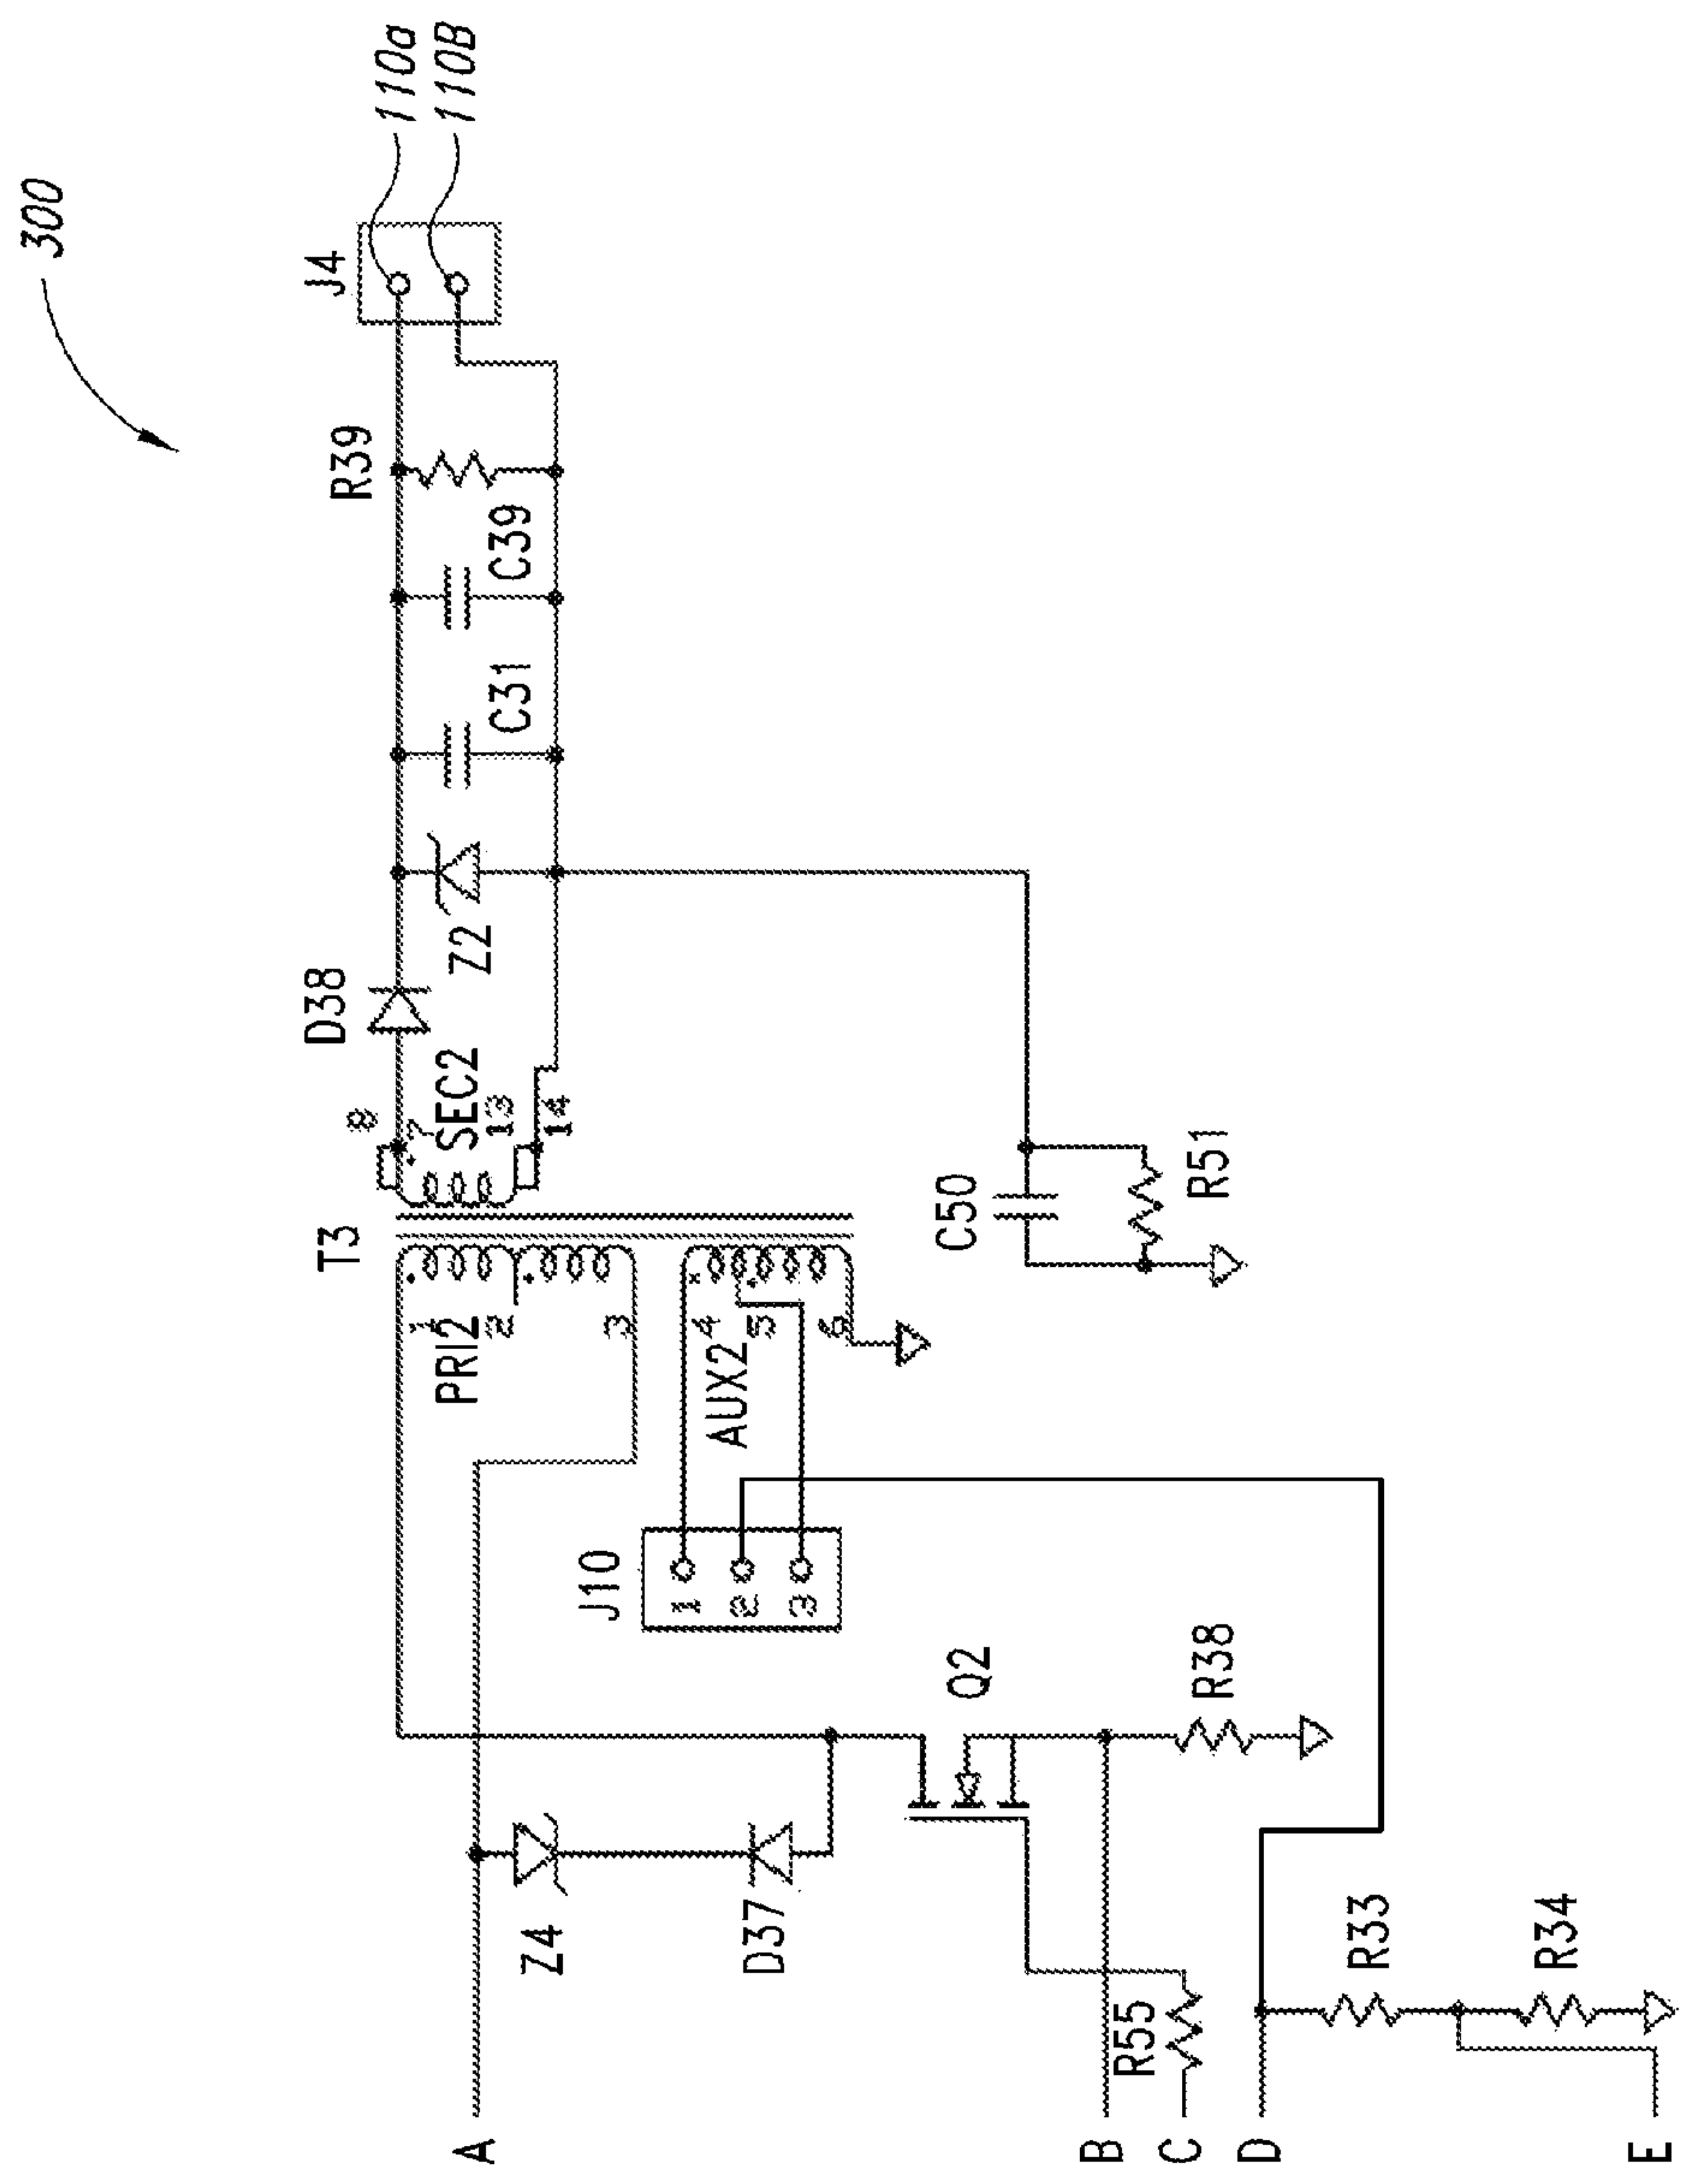 300
110a
110B
J4
R39
C39
C31
Z2
D38
8
7
SEC2
13
14
T3
1
PRI2
2
3
4
5
6
AUX2
C50
R51
J10
1
2
3
Q2
R38
Z4
D37
R55
R33
R34
A
B
C
D
E